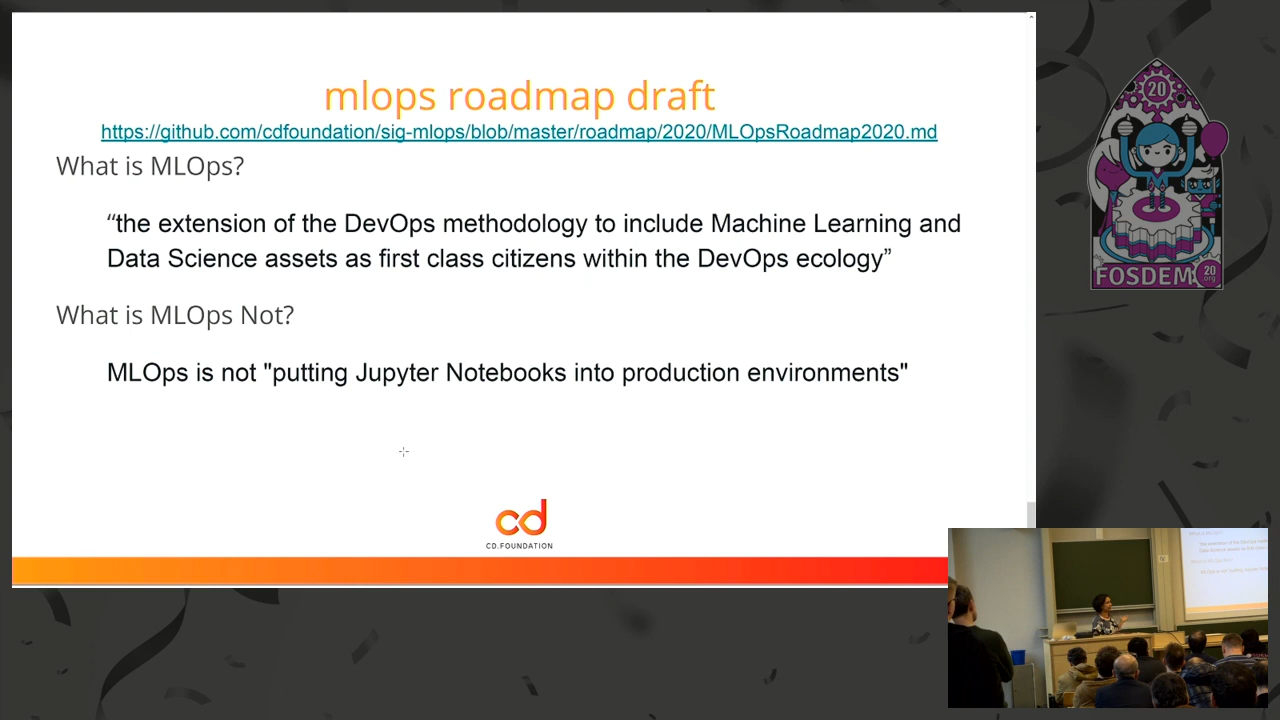 mlops roadmap draft
https://github.com/cdfoundation/sig-mlops/blob/master/roadmap/2020/MLOpsRoadmap2020.md
What is MLOps?
“the extension of the DevOps methodology to include Machine Learning and
Data Science assets as first class citizens within the DevOps ecology”
What is MLOps Not?
MLOps is not "putting Jupyter Notebooks into production environments"
cd
CD.FOUNDATION
20
FOSDEM 20
.org